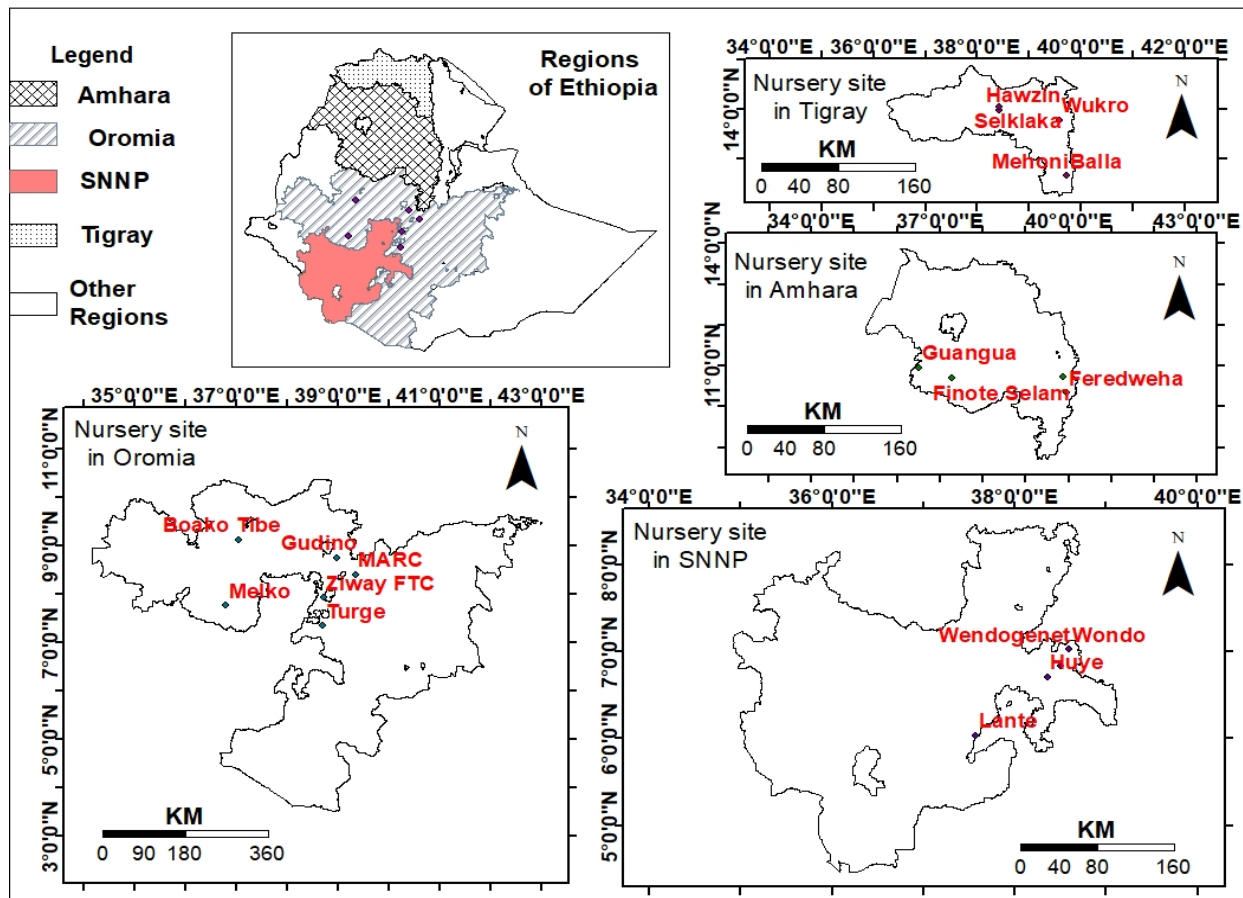 Legend
Amhara
Oromia
SNNP
Tigray
Other
Regions
Regions
of Ethiopia
34°0'0"E 36°0'0"E 38°0'0"E 40°0'0"E 42°0'0"E
14°0'0"N
Nursery site
in Tigray
N
Hawzin
Wukro
Selklaka
Mehoni Balla
KM
0 40 80 160
34°0'0"E 37°0'0"E 40°0'0"E 43°0'0"E
14°0'0"N
11°0'0"N
Nursery site
in Amhara
N
Guangua
Feredweha
Finote Selam
KM
0 40 80 160
35°0'0"E 37°0'0"E 39°0'0"E 41°0'0"E 43°0'0"E
11°0'0"N
9°0'0"N
7°0'0"N
5°0'0"N
3°0'0"N
Nursery site
in Oromia
N
Boako Tibe
Gudino
MARC
Ziway FTC
Melko
Turge
KM
0 90 180 360
34°0'0"E 36°0'0"E 38°0'0"E 40°0'0"E
8°0'0"N
7°0'0"N
6°0'0"N
5°0'0"N
Nursery site
in SNNP
N
Wendogenet Wondo
Huye
Lante
KM
0 40 80 160